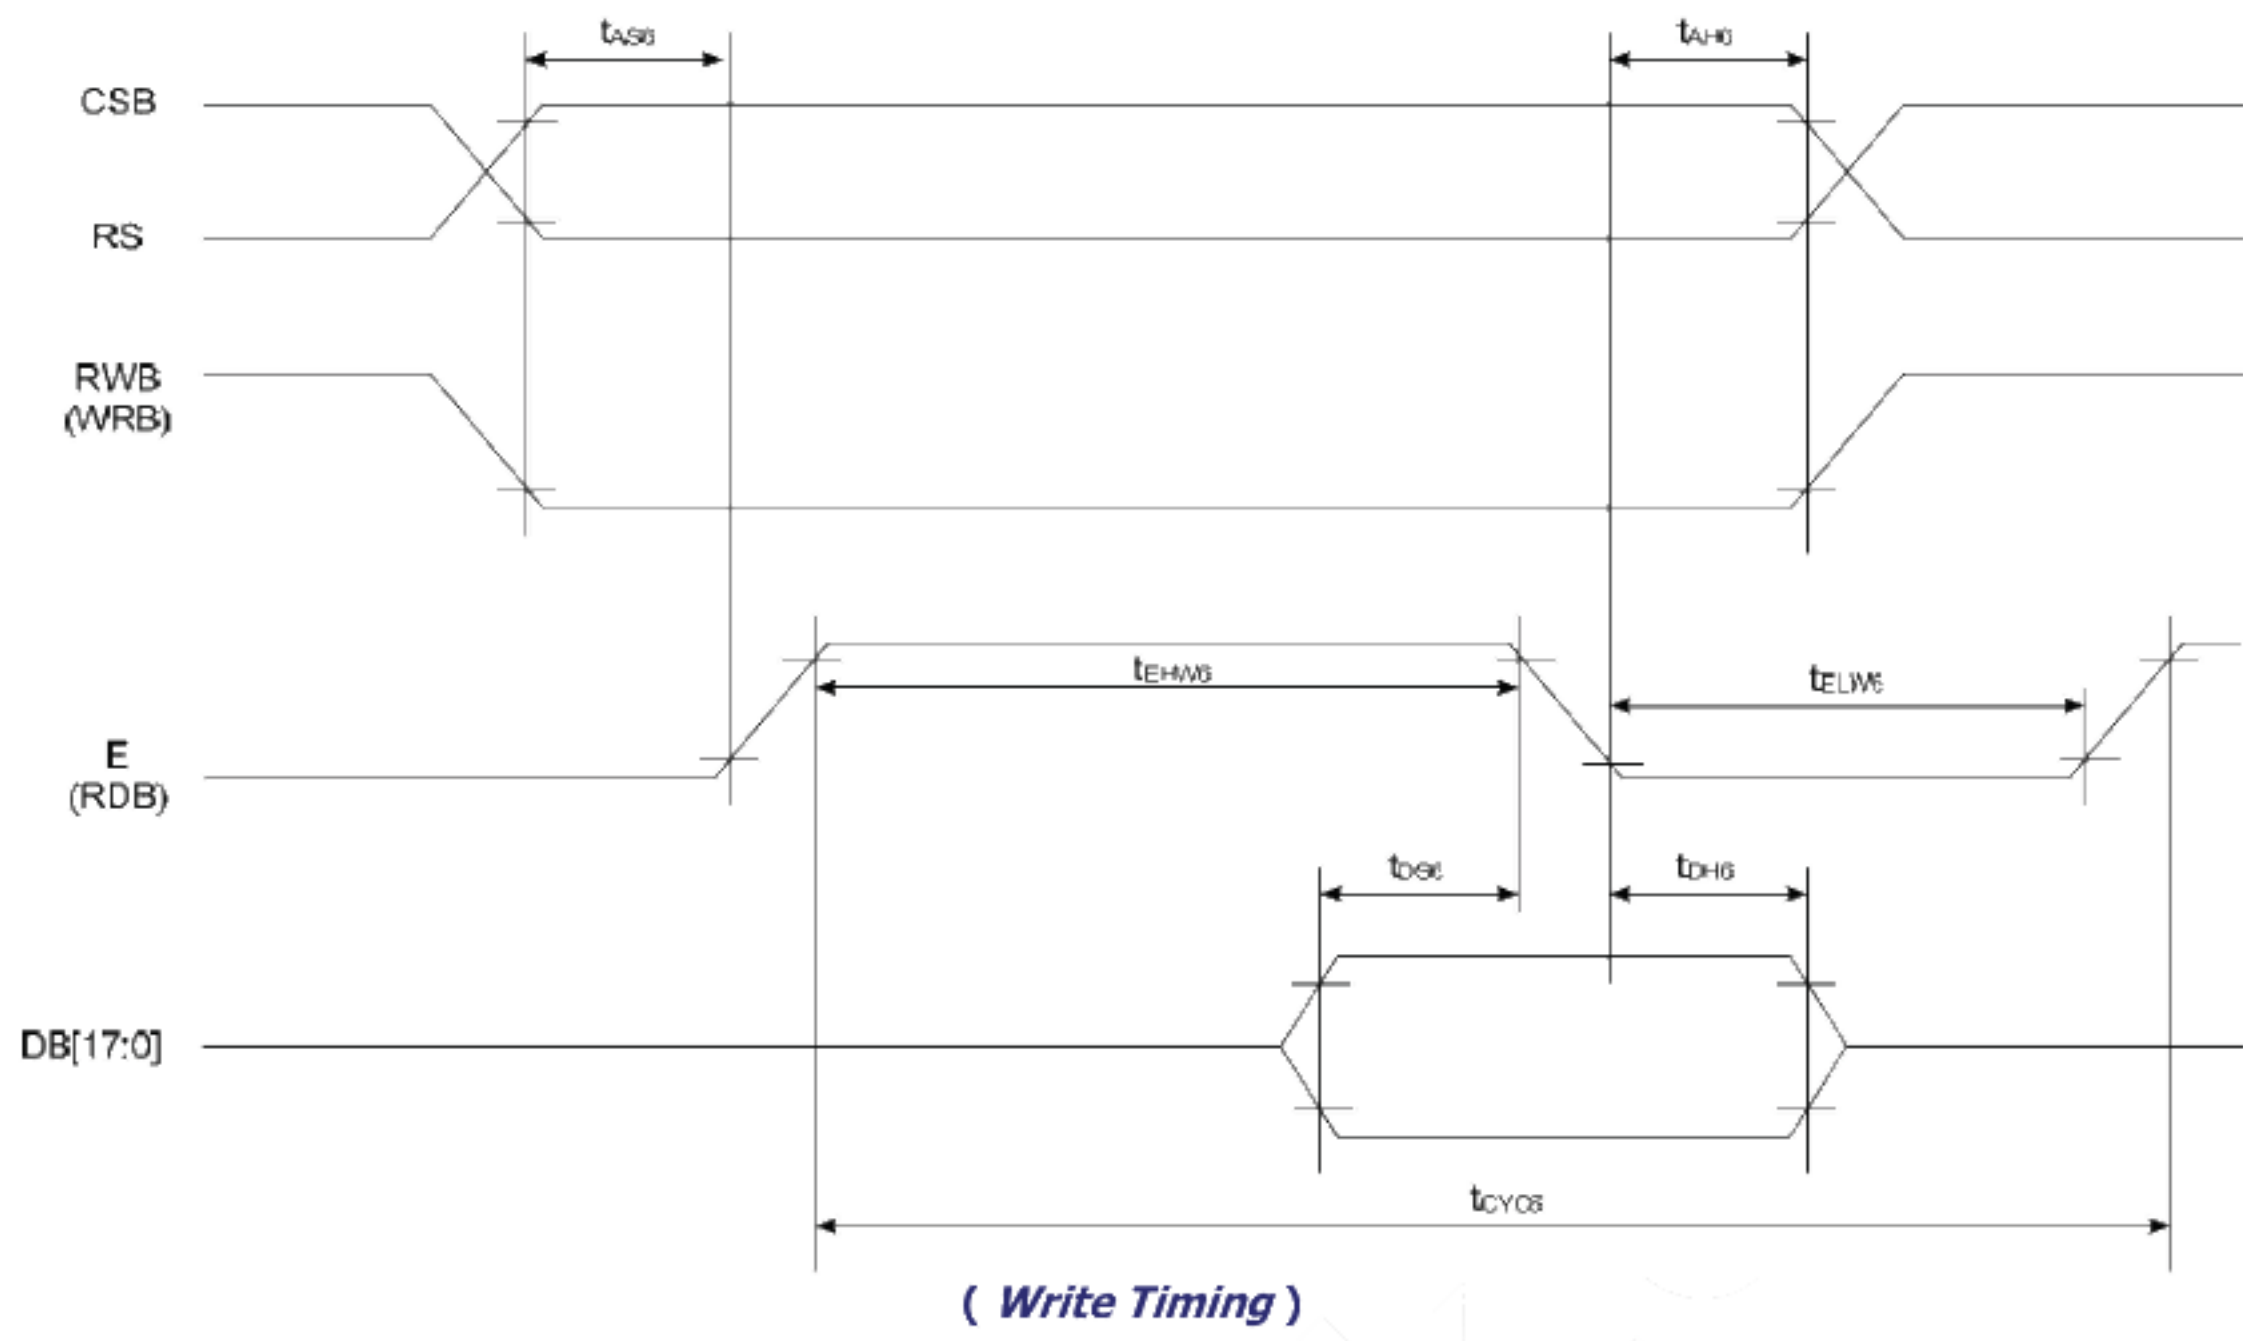 tAS6
tAH6
CSB
RS
RWB
(WRB)
tEHW6
tELW6
E
(RDB)
tDS6
tDH6
DB[17:0]
tCYC6
( Write Timing )